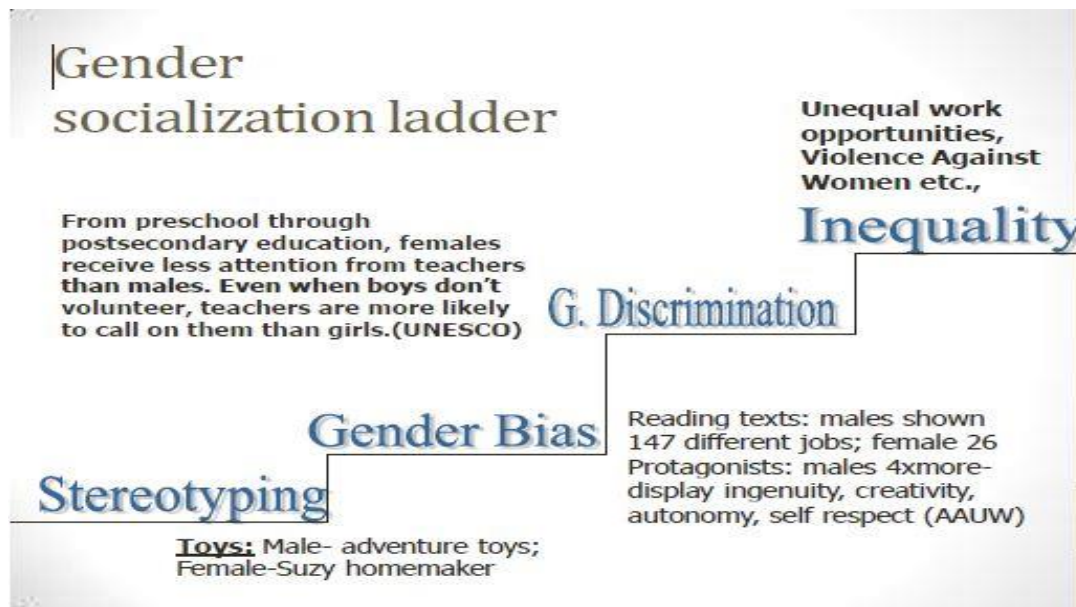 Gender
socialization ladder
Unequal work
opportunities,
Violence Against
Women etc.,
Inequality
From preschool through
postsecondary education, females
receive less attention from teachers
than males. Even when boys don't
volunteer, teachers are more likely
to call on them than girls.(UNESCO)
G. Discrimination
Gender Bias
Reading texts: males shown
147 different jobs; female 26
Protagonists: males 4xmore-
display ingenuity, creativity,
autonomy, self respect (AAUW)
Stereotyping
Toys: Male- adventure toys;
Female-Suzy homemaker